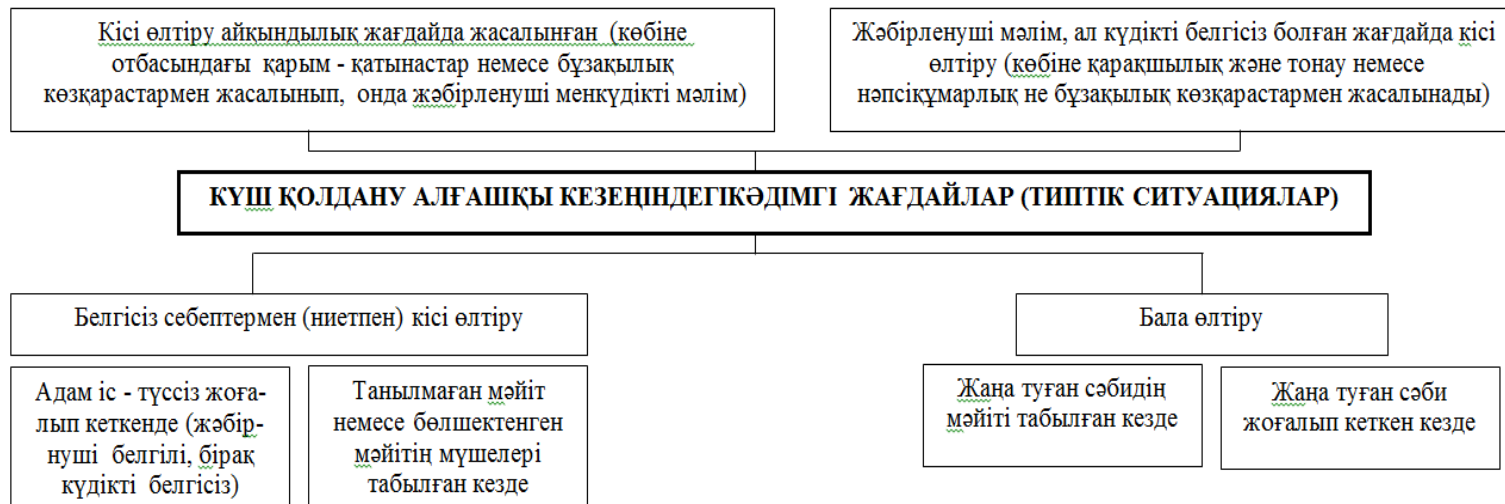 Кісі өлтіру айқындылық жағдайда жасалынған (көбіне
отбасындағы қарым - қатынастар немесе бұзақылық
көзқарастармен жасалынып, онда жәбірленуші менкүдікті мәлім)
Жәбірленуші мәлім, ал күдікті белгісіз болған жағдайда кісі
өлтіру (көбіне қарақшылық және тонау немесе
нәпсіқұмарлық не бұзақылық көзқарастармен жасалынады)
КҮШ ҚОЛДАНУ АЛҒАШҚЫ КЕЗЕҢІНДЕГІКӘДІМГІ ЖАҒДАЙЛАР (ТИПТІК СИТУАЦИЯЛАР)
Белгісіз себептермен (ниетпен) кісі өлтіру
Бала өлтіру
Адам іс - түссіз жоға-
лып кеткенде (жәбір-
нуші белгілі, бірақ
күдікті белгісіз)
Танылмаған мәйіт
немесе бөлшектенген
мәйітің мүшелері
табылған кезде
Жаңа туған сәбидің
мәйіті табылған кезде
Жаңа туған сәби
жоғалып кеткен кезде